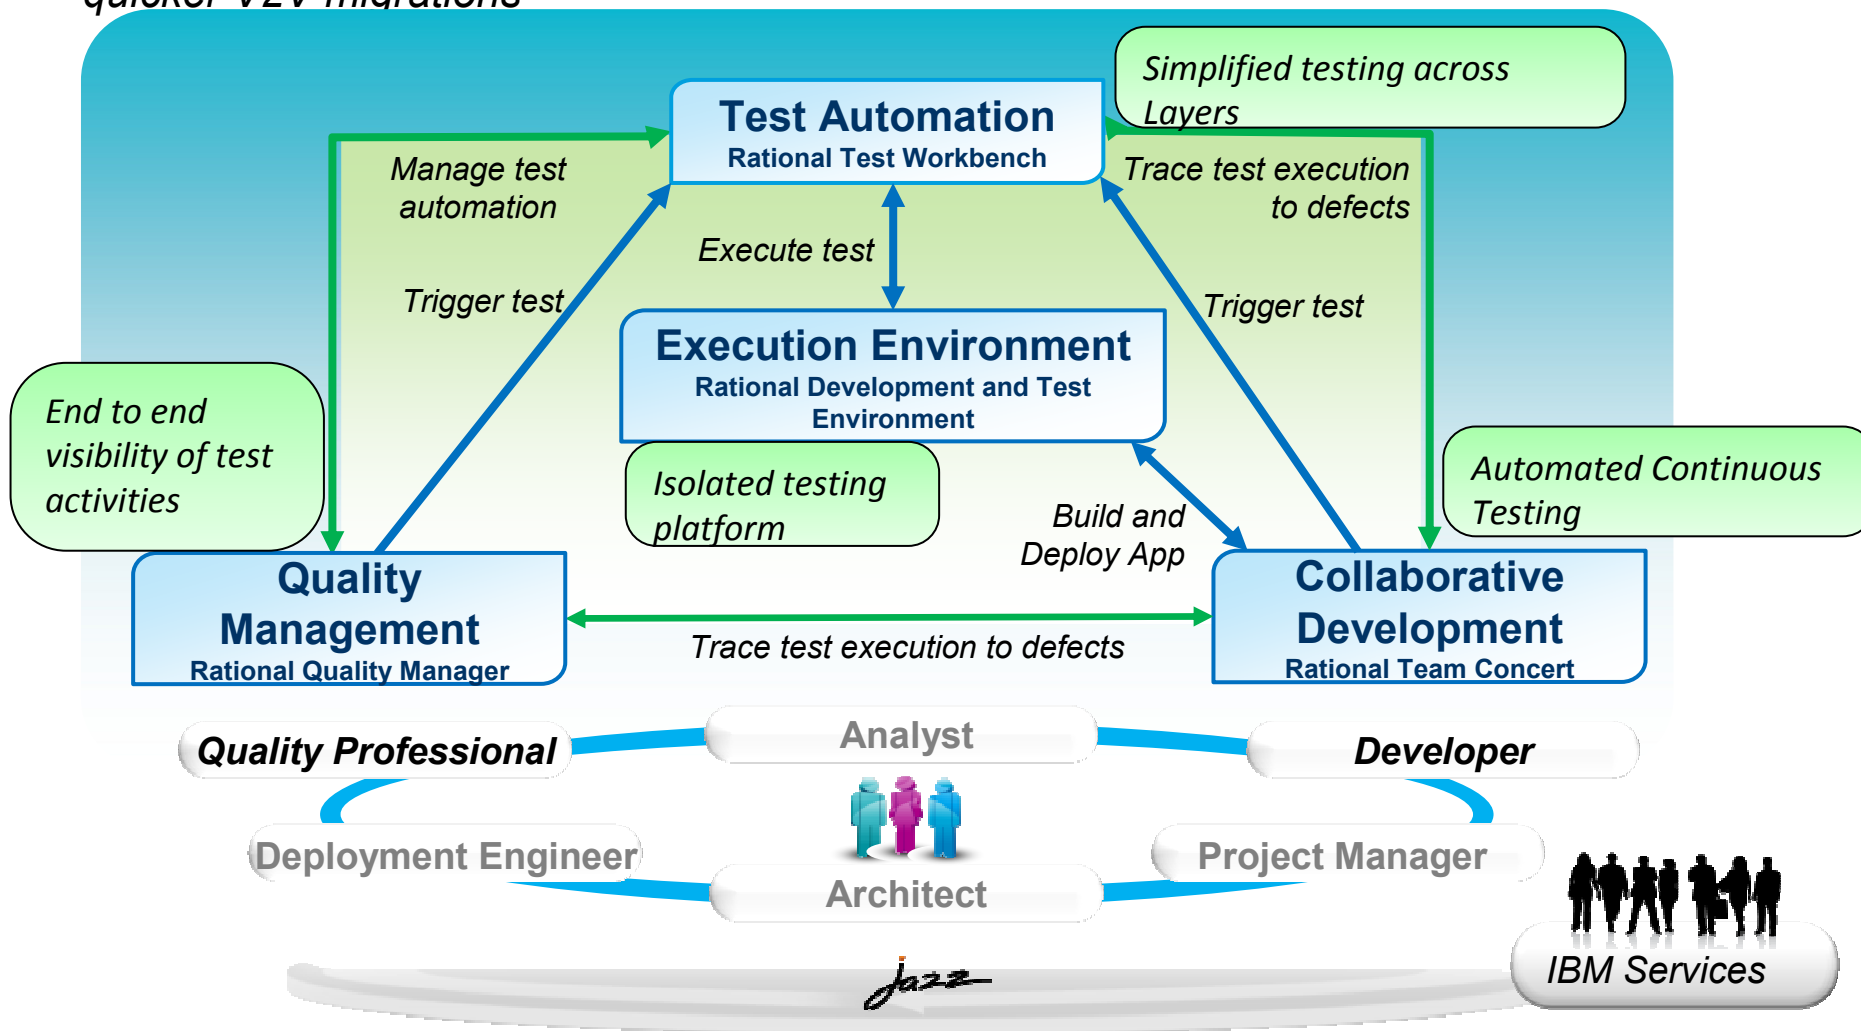 quicker V2V migrations
Simplified testing across
Layers
Test Automation
Rational Test Workbench
Manage test
automation
Trace test execution
to defects
Execute test
Trigger test
Trigger test
Execution Environment
Rational Development and Test
Environment
End to end
visibility of test
activities
Isolated testing
platform
Automated Continuous
Testing
Build and
Deploy App
Quality
Management
Rational Quality Manager
Collaborative
Development
Rational Team Concert
Trace test execution to defects
Quality Professional
Analyst
Developer
Deployment Engineer
Project Manager
Architect
jazz
IBM Services